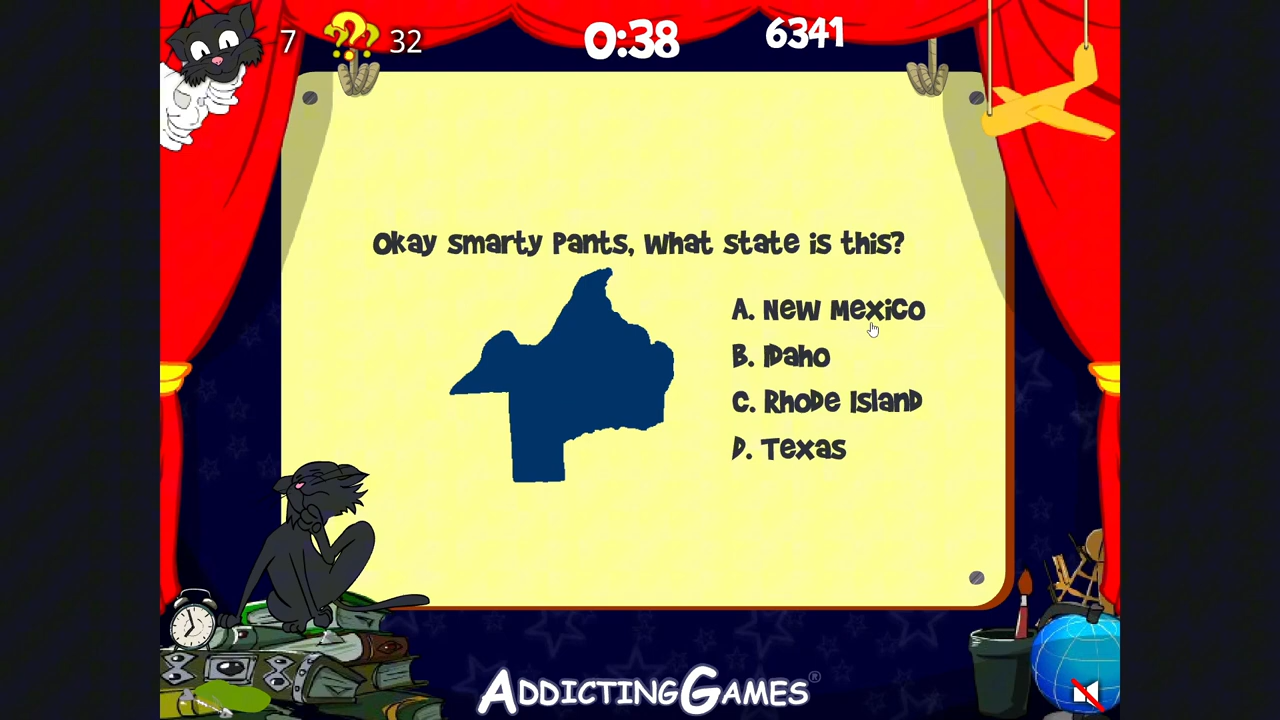 7
32
0:38
6341
Okay smarty pants, what state is this?
A. New Mexico
B. Idaho
C. Rhode Island
D. Texas
AddictingGames®